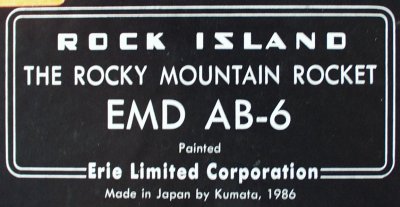 ROCK ISLAND
THE ROCKY MOUNTAIN ROCKET
EMD AB-6
Painted
Erie Limited Corporation
Made in Japan by Kumata, 1986